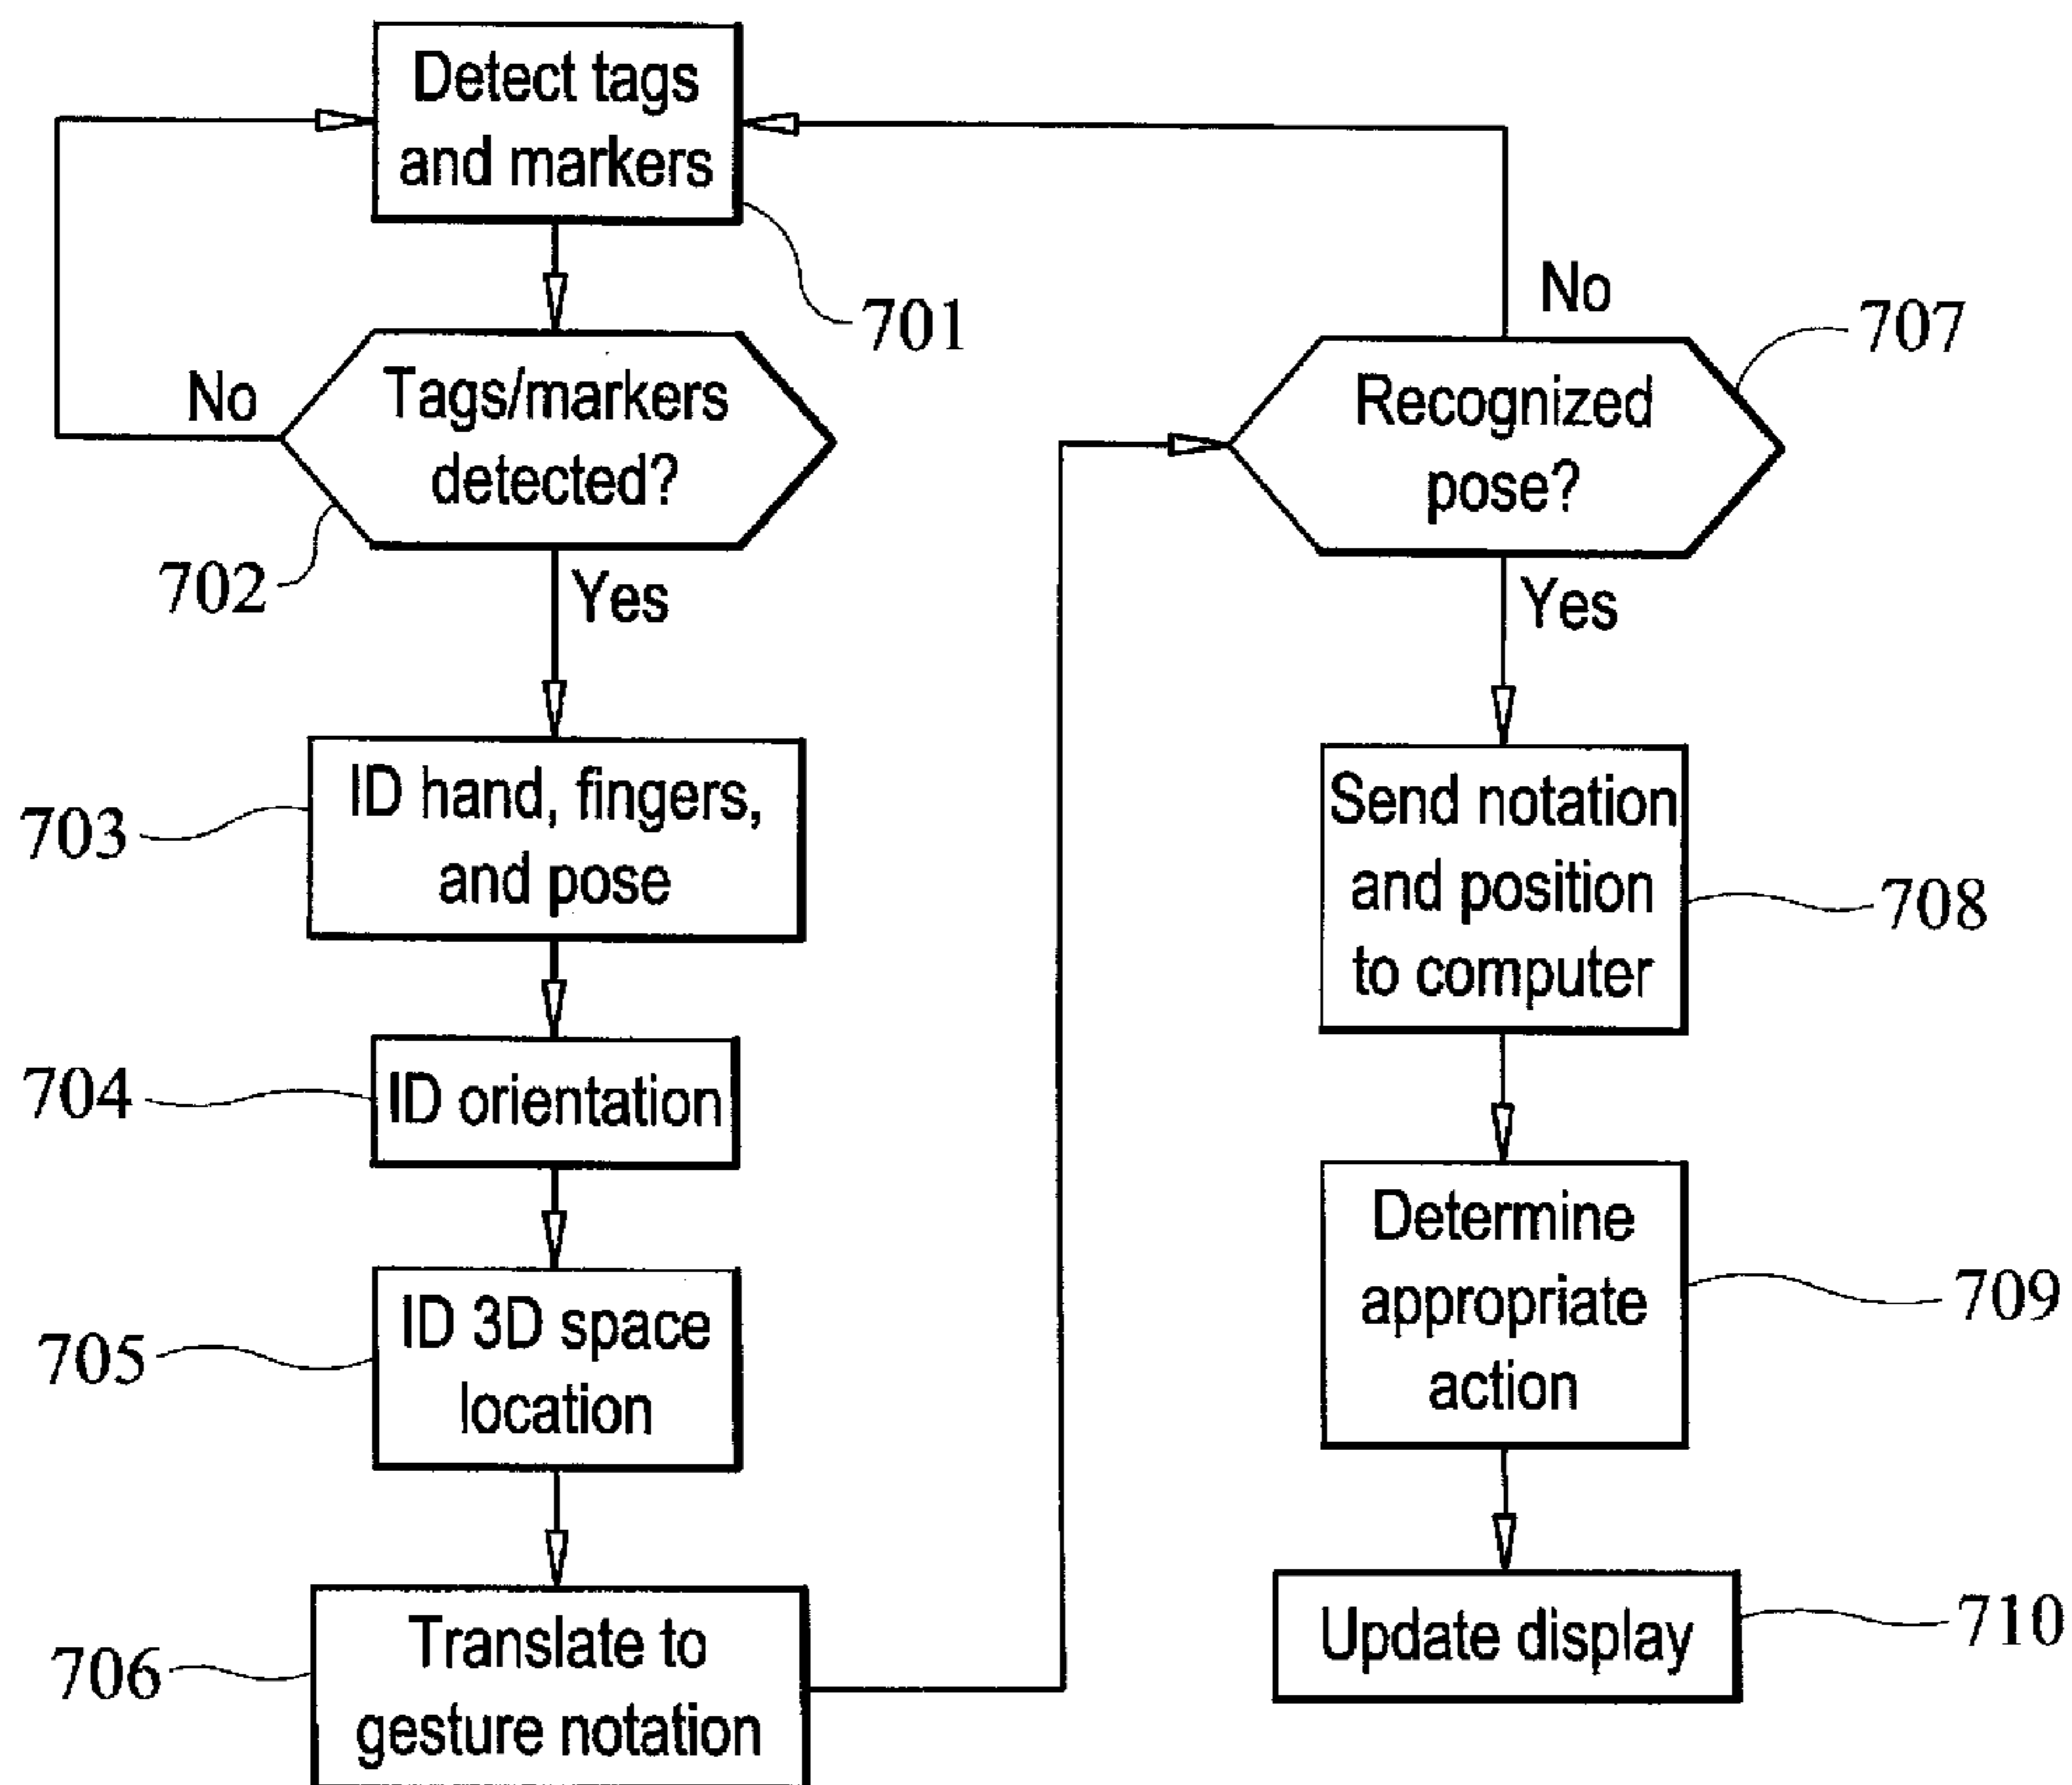 Detect tags
and markers
701
No
Tags/markers
detected?
702
Yes
ID hand, fingers,
and pose
703
ID orientation
704
ID 3D space
location
705
Translate to
gesture notation
706
No
707
Recognized
pose?
Yes
Send notation
and position
to computer
708
Determine
appropriate
action
709
Update display
710